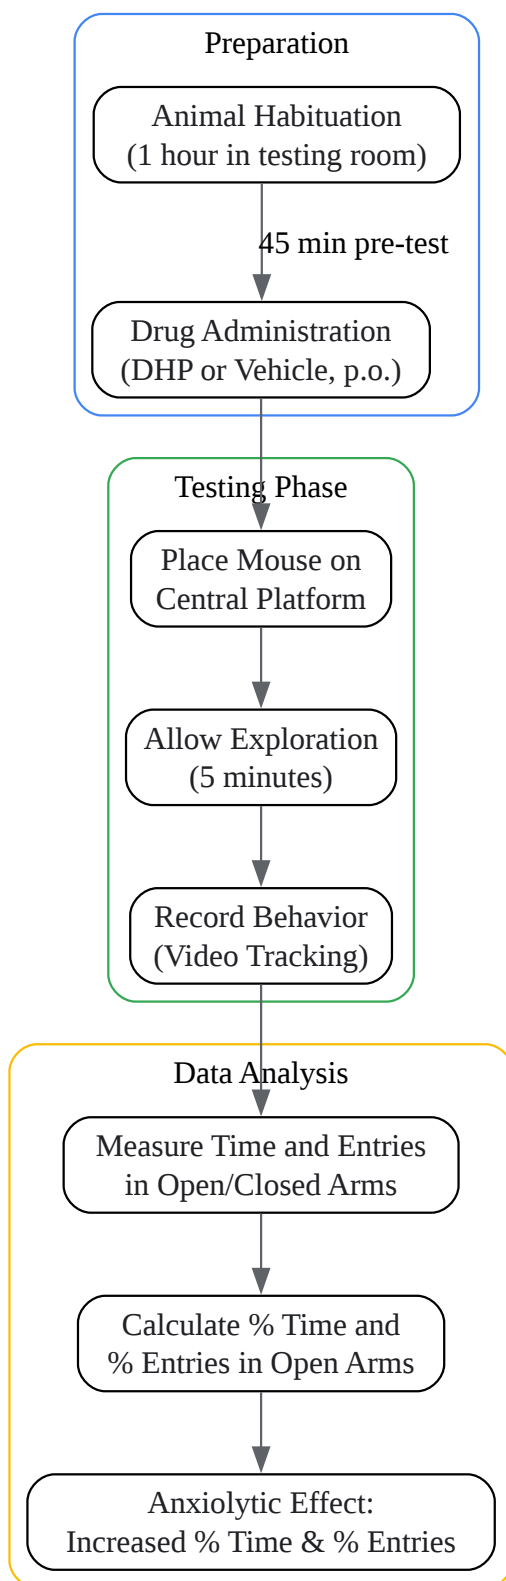 Preparation
Animal Habituation
(1 hour in testing room)
45 min pre-test
Drug Administration
(DHP or Vehicle, p.o.)
Testing Phase
Place Mouse on
Central Platform
Allow Exploration
(5 minutes)
Record Behavior
(Video Tracking)
Data Analysis
Measure Time and Entries
in Open/Closed Arms
Calculate % Time and
% Entries in Open Arms
Anxiolytic Effect:
Increased % Time & % Entries